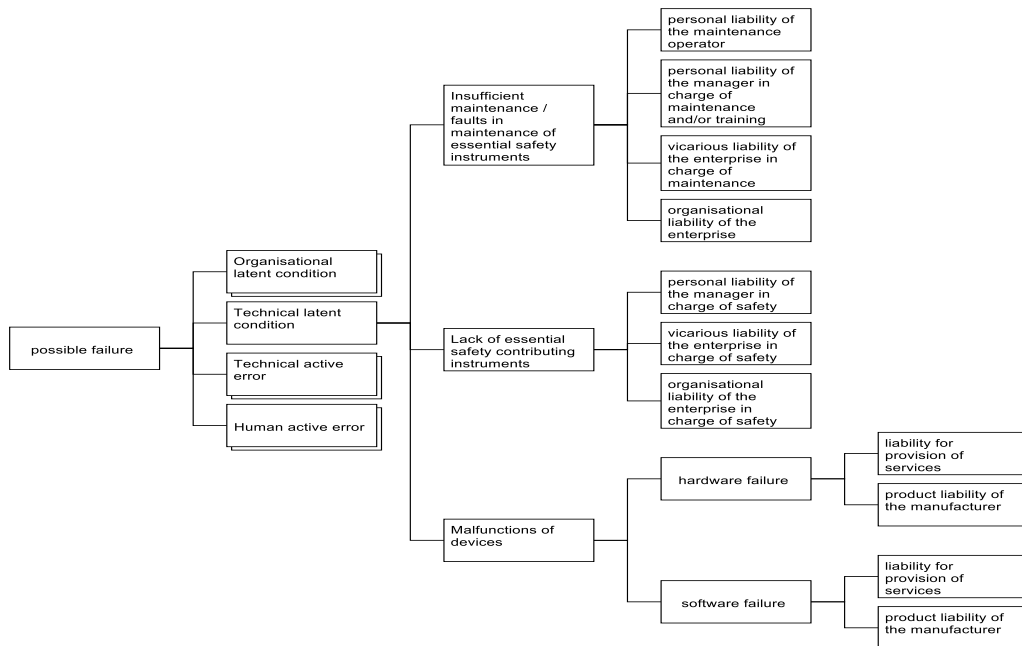 possible failure
Organisational
latent condition
Technical latent
condition
Technical active
error
Human active error
Insufficient
maintenance /
faults in
maintenance of
essential safety
instruments
personal liability of
the maintenance
operator
personal liability of
the manager in
charge of
maintenance
and/or training
vicarious liability of
the enterprise in
charge of
maintenance
organisational
liability of the
enterprise
Lack of essential
safety contributing
instruments
personal liability of
the manager in
charge of safety
vicarious liability of
the enterprise in
charge of safety
organisational
liability of the
enterprise in
charge of safety
Malfunctions of
devices
hardware failure
liability for
provision of
services
product liability of
the manufacturer
software failure
liability for
provision of
services
product liability of
the manufacturer